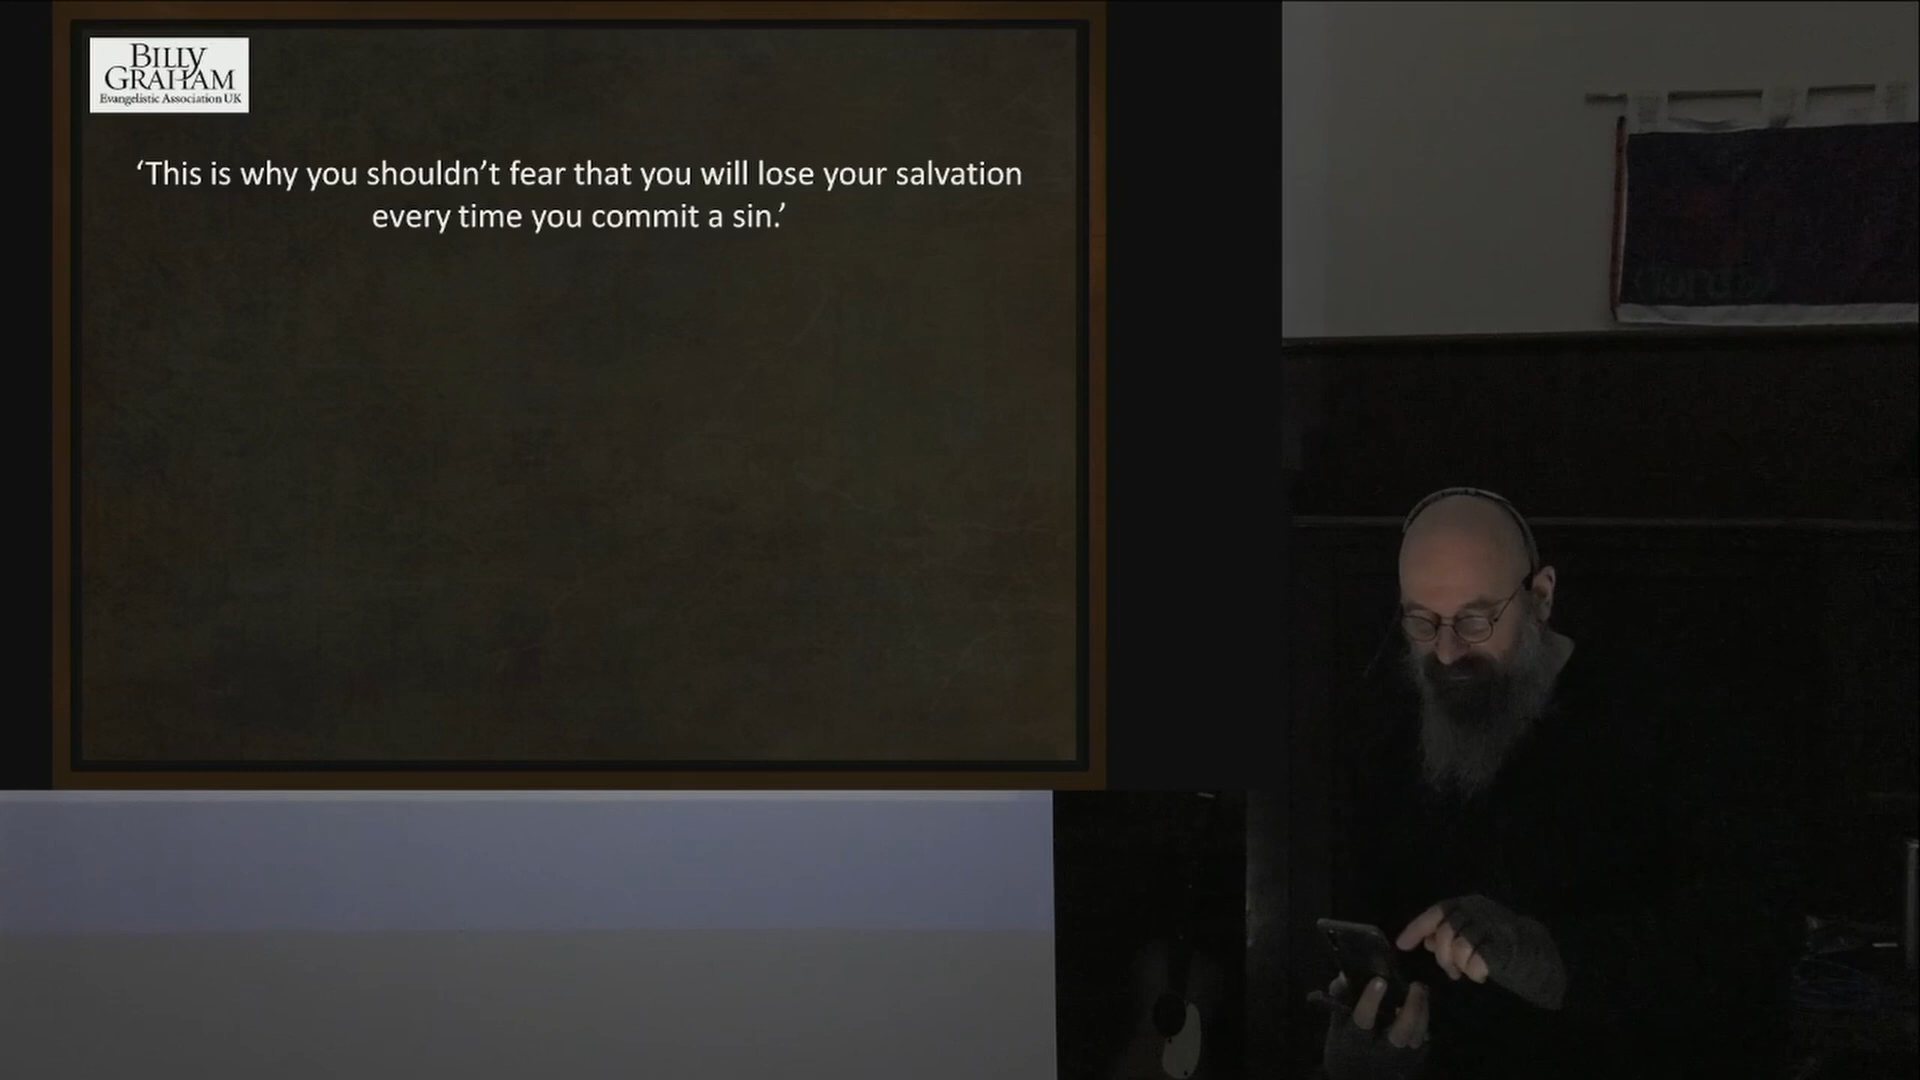 BILLY
GRAHAM
Evangelistic Association UK
‘This is why you shouldn’t fear that you will lose your salvation
every time you commit a sin.’